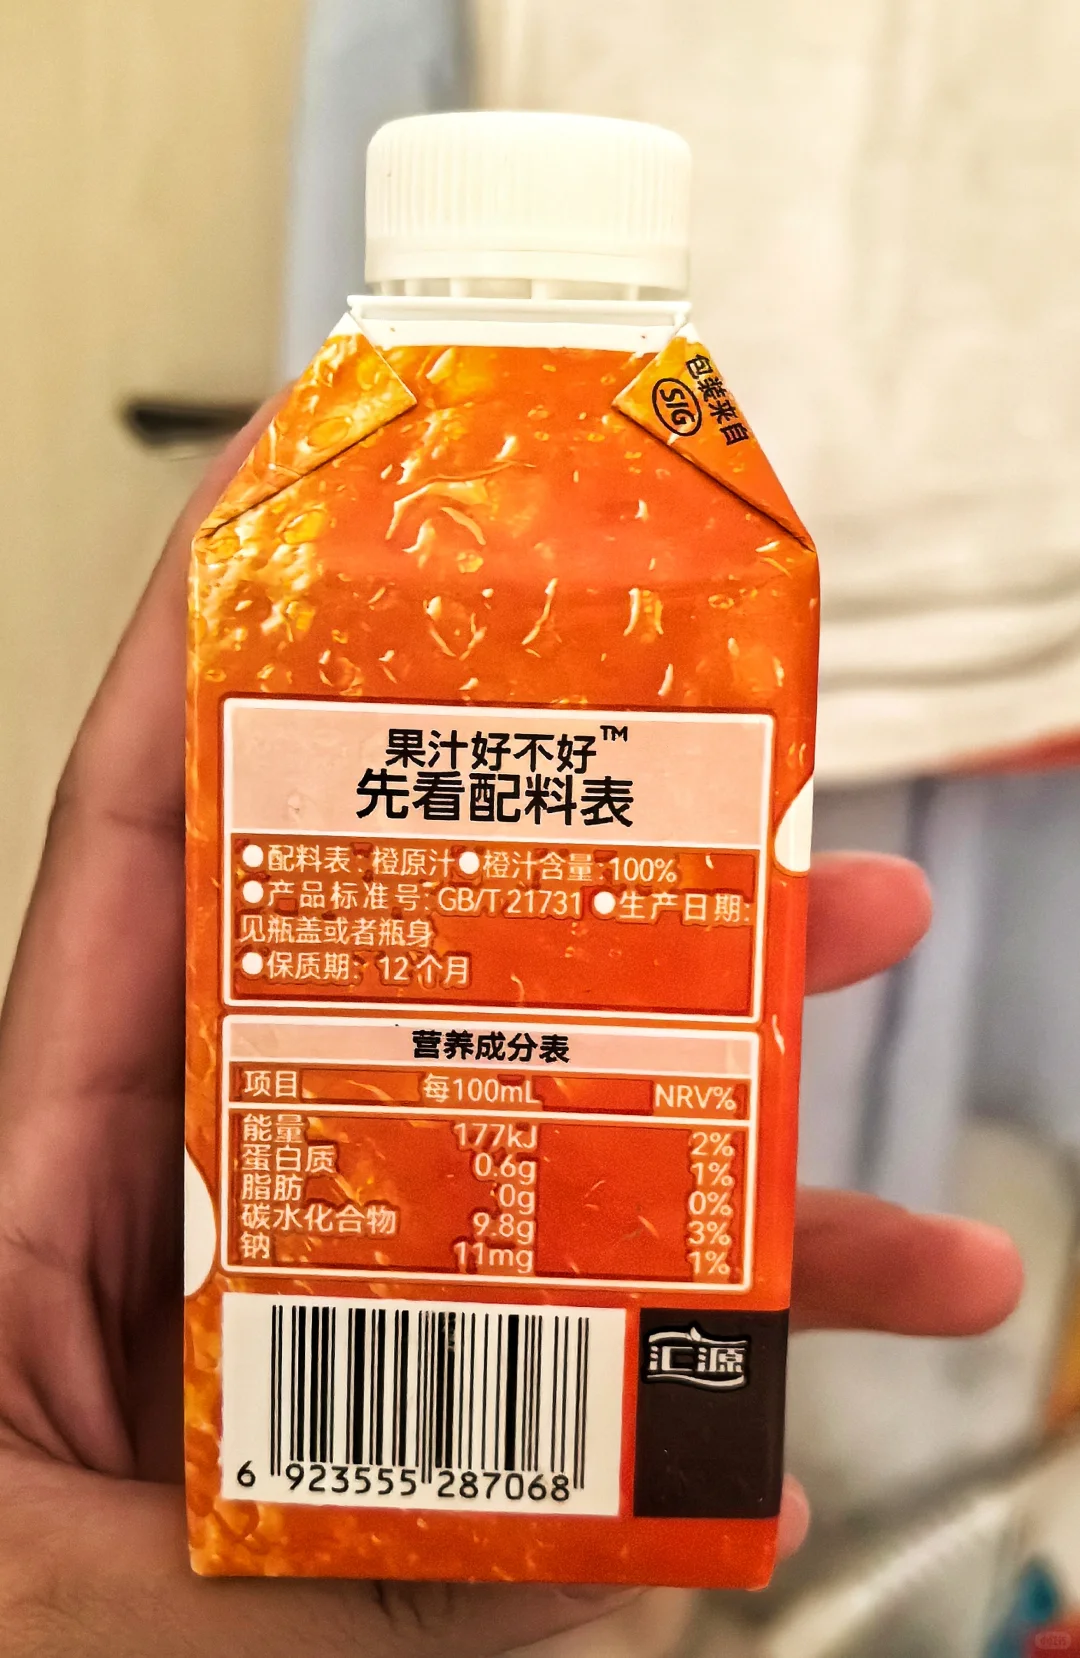 包装来自
SIG
果汁好不好™
先看配料表
●配料表:橙原汁●橙汁含量:100%
●产品标准号:GB/T 21731 ●生产日期:
见瓶盖或者瓶身
●保质期: 12个月
营养成分表
项目 每100mL NRV%
能量 177kJ 2%
蛋白质 0.6g 1%
脂肪 0g 0%
碳水化合物 9.8g 3%
钠 11mg 1%
汇源
6 923555 287068